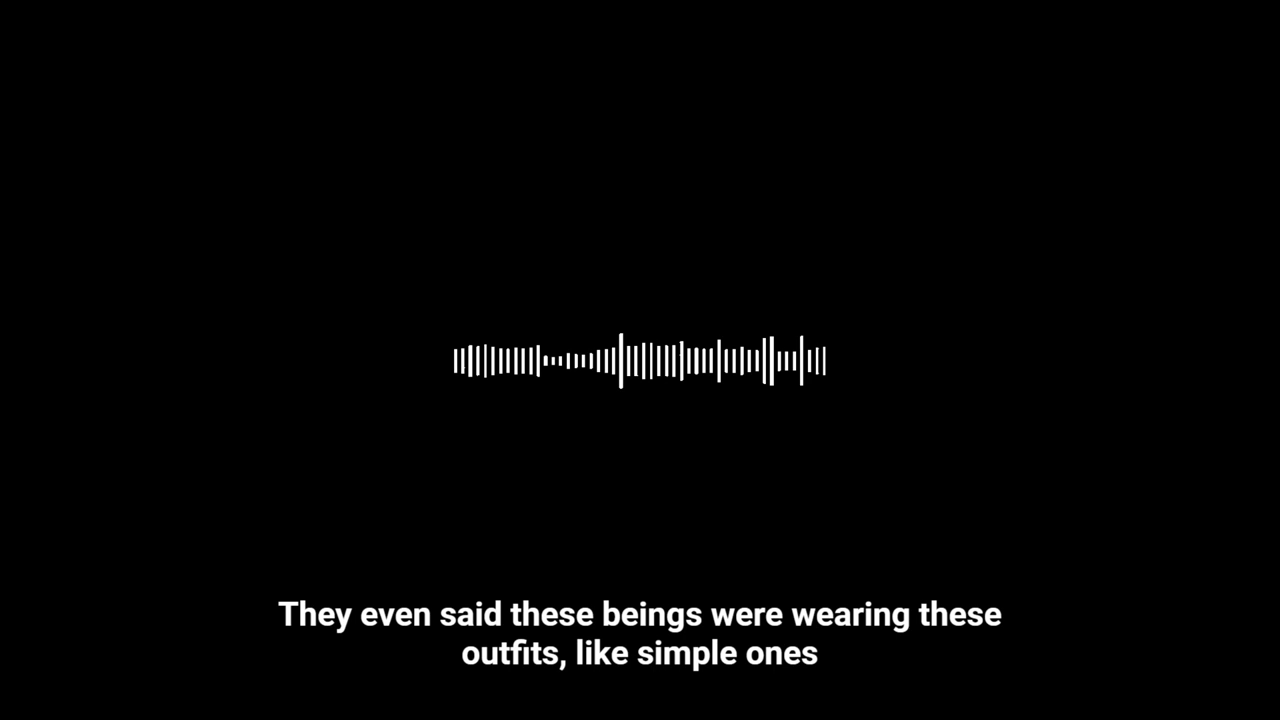 They even said these beings were wearing these
outfits, like simple ones